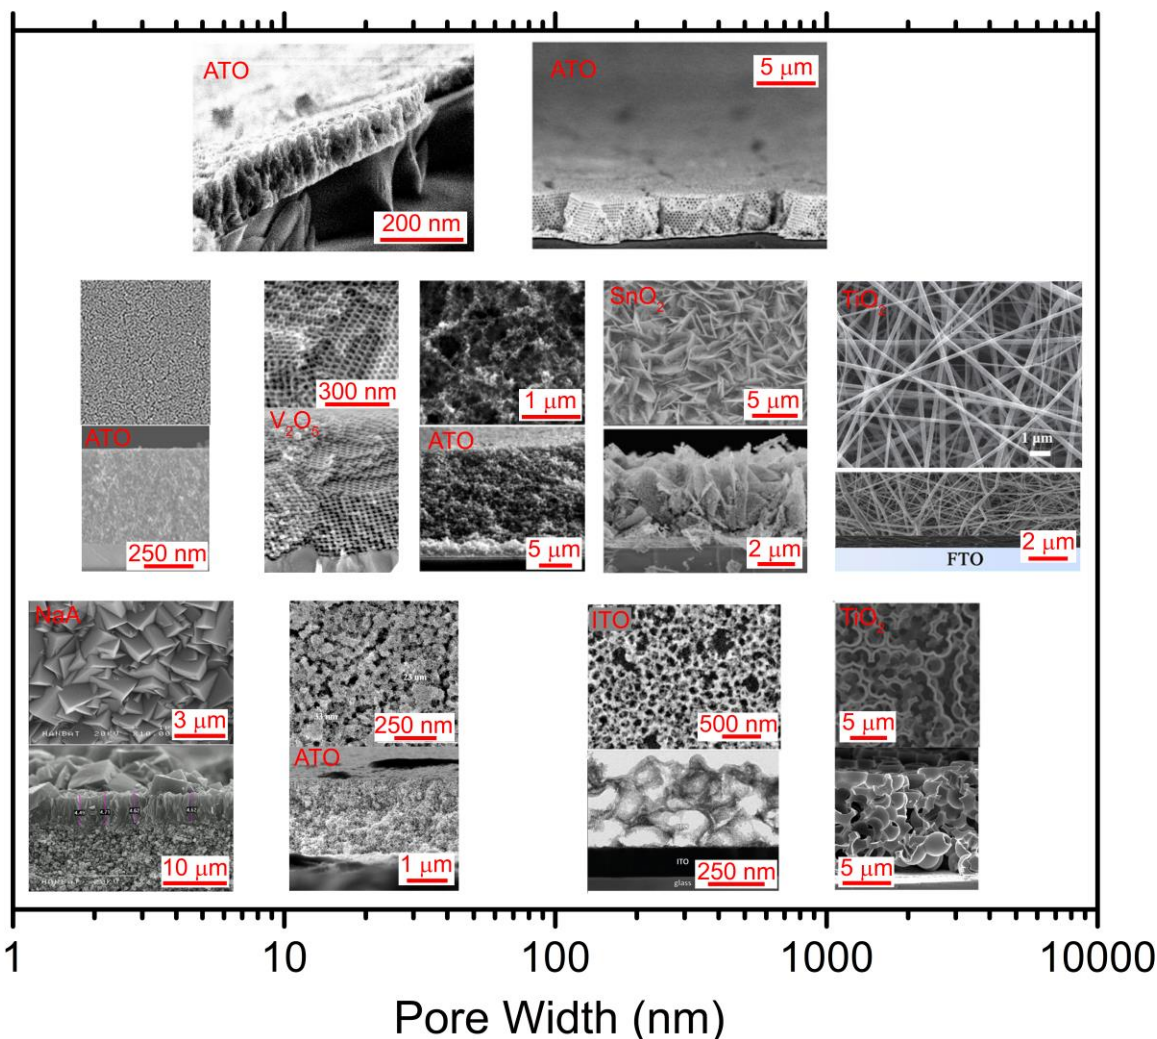 ATO
200 nm
ATO
5 μm
ATO
250 nm
300 nm
V₂O₅
1 μm
ATO
5 μm
SnO₂
5 μm
2 μm
TiO₂
1 μm
2 μm
FTO
NaA
3 μm
10 μm
250 nm
ATO
1 μm
ITO
500 nm
ITO
glass
250 nm
TiO₂
5 μm
5 μm
1 10 100 1000 10000
Pore Width (nm)